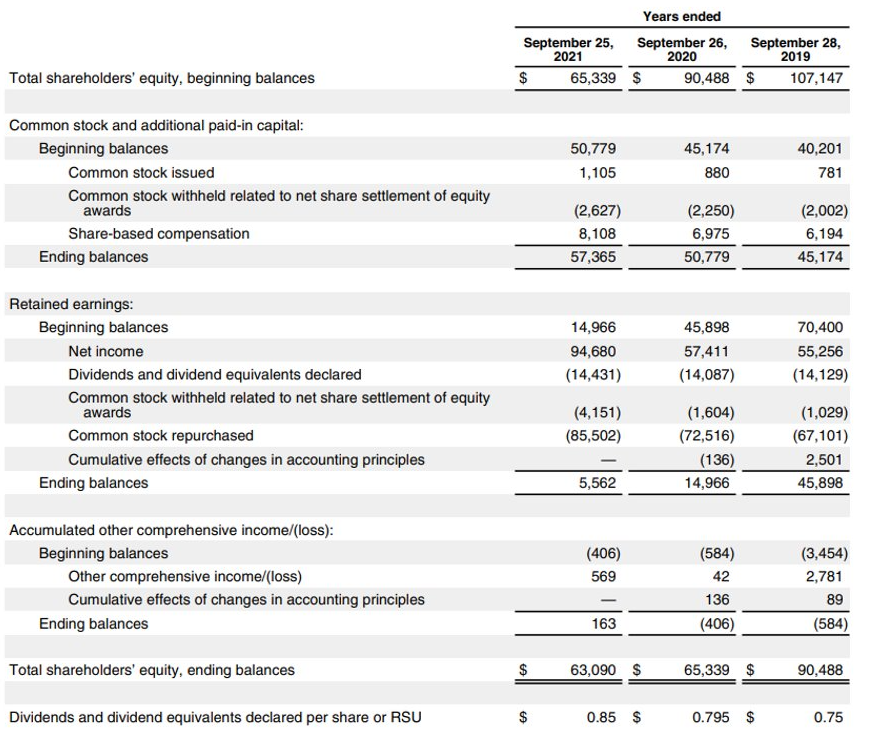 Years ended
September 25, September 26, September 28,
2021 2020 2019
Total shareholders’ equity, beginning balances $ 65,339 $ 90,488 $ 107,147
Common stock and additional paid-in capital:
Beginning balances 50,779 45,174 40,201
Common stock issued 1,105 880 781
Common stock withheld related to net share settlement of equity
awards (2,627) (2,250) (2,002)
Share-based compensation 8,108 6,975 6,194
Ending balances 57,365 50,779 45,174
Retained earnings:
Beginning balances 14,966 45,898 70,400
Net income 94,680 57,411 55,256
Dividends and dividend equivalents declared (14,431) (14,087) (14,129)
Common stock withheld related to net share settlement of equity
awards (4,151) (1,604) (1,029)
Common stock repurchased (85,502) (72,516) (67,101)
Cumulative effects of changes in accounting principles — (136) 2,501
Ending balances 5,562 14,966 45,898
Accumulated other comprehensive income/(loss):
Beginning balances (406) (584) (3,454)
Other comprehensive income/(loss) 569 42 2,781
Cumulative effects of changes in accounting principles — 136 89
Ending balances 163 (406) (584)
Total shareholders’ equity, ending balances $ 63,090 $ 65,339 $ 90,488
Dividends and dividend equivalents declared per share or RSU $ 0.85 $ 0.795 $ 0.75